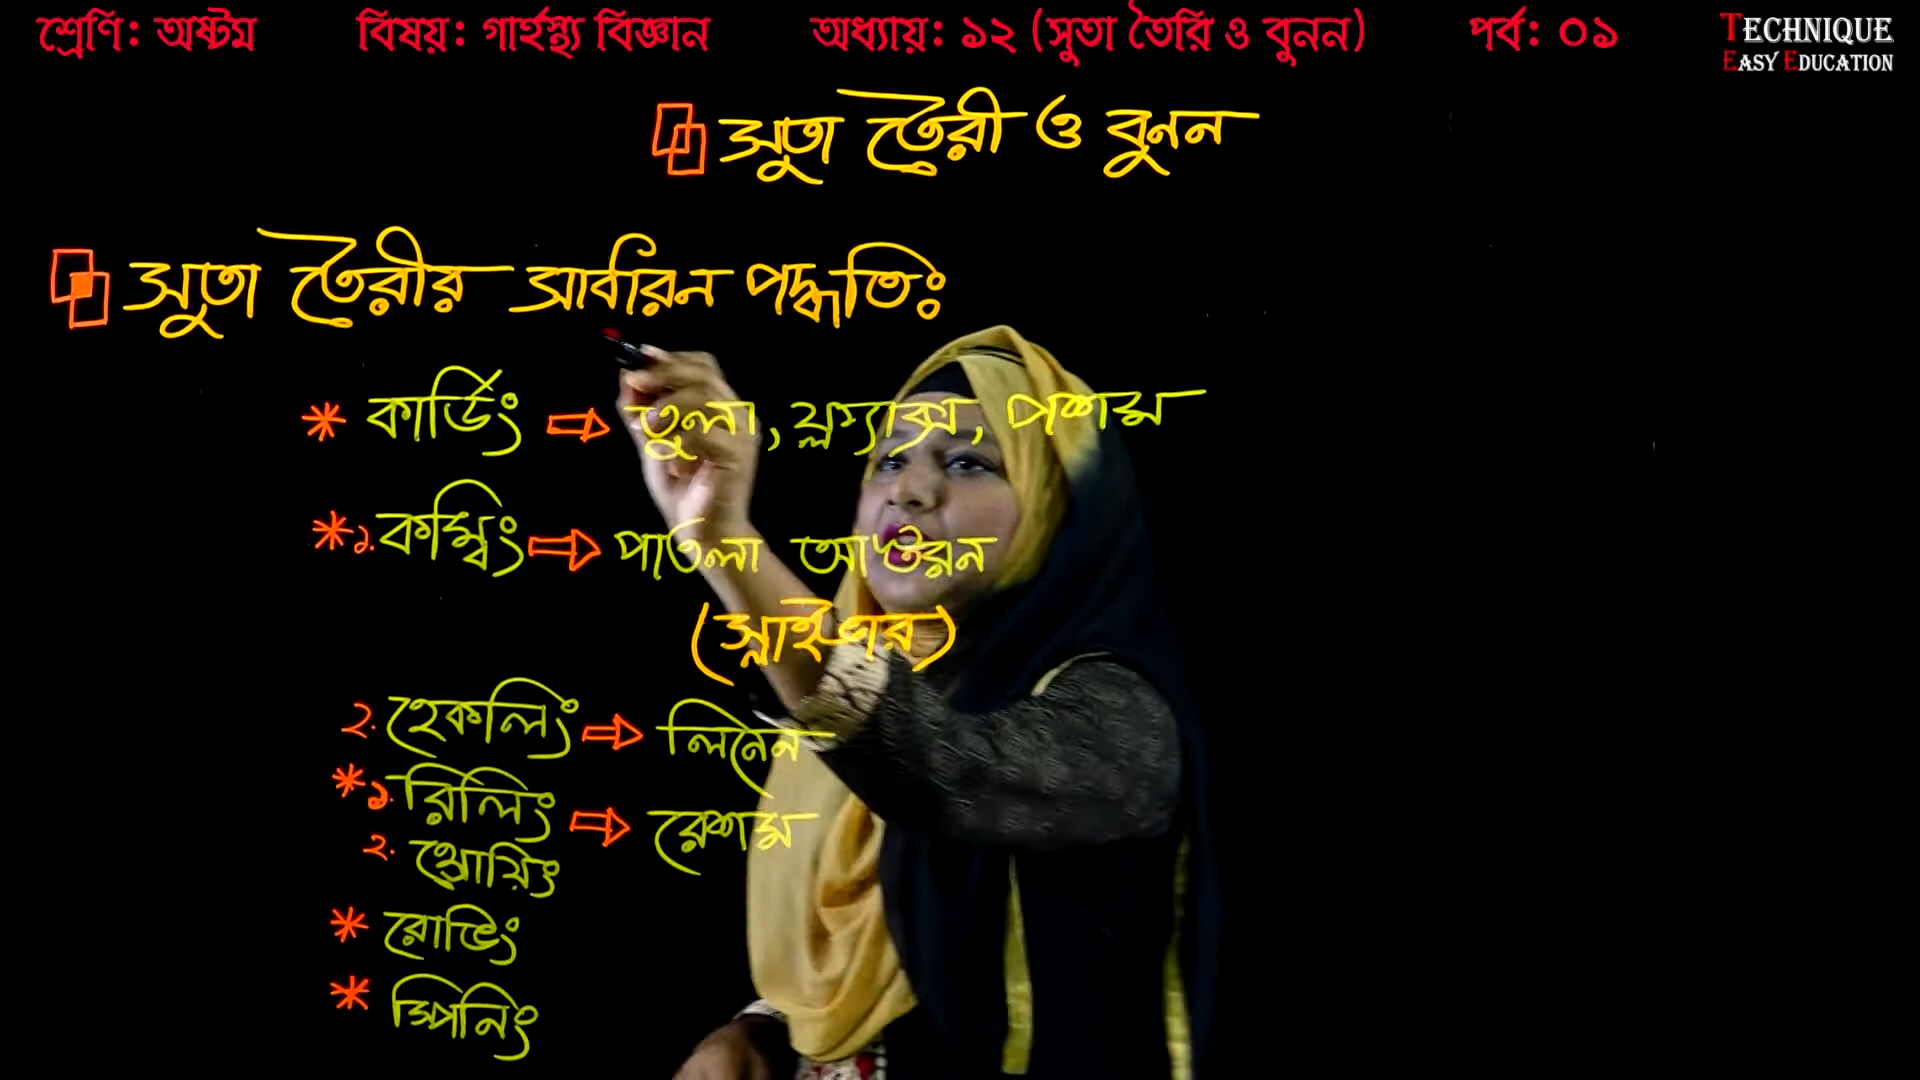 শ্রেণি: অষ্টম বিষয়: গার্হস্থ্য বিজ্ঞান অধ্যায়: ১২ (সুতা তৈরি ও বুনন) পর্ব: ০১
TECHNIQUE
EASY EDUCATION
সুতা তৈরী ও বুনন
সুতা তৈরীর সাধারন পদ্ধতিঃ
* কার্ডিং ⇨ তুলা, ফ্ল্যাক্স, পশম
* ১. কম্বিং ⇨ পাতলা আস্তরন
(স্লাইভার)
২. হেকলিং ⇨ লিনেন
* ১. রিলিং ⇨ রেশম
২. থ্রোয়িং
* রোভিং
* স্পিনিং